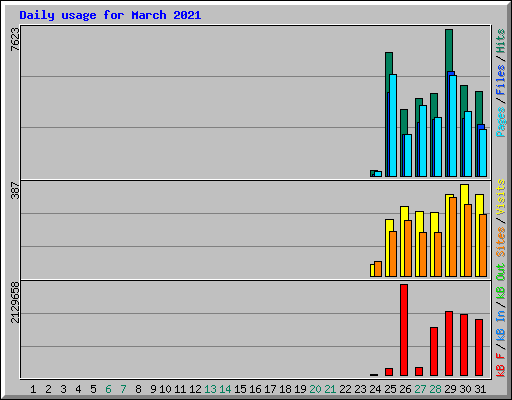 Daily usage for March 2021
7623
387
2129658
Pages / Files / Hits
Sites / Visits
kB F / kB In / kB Out
1 2 3 4 5 6 7 8 9 10 11 12 13 14 15 16 17 18 19 20 21 22 23 24 25 26 27 28 29 30 31